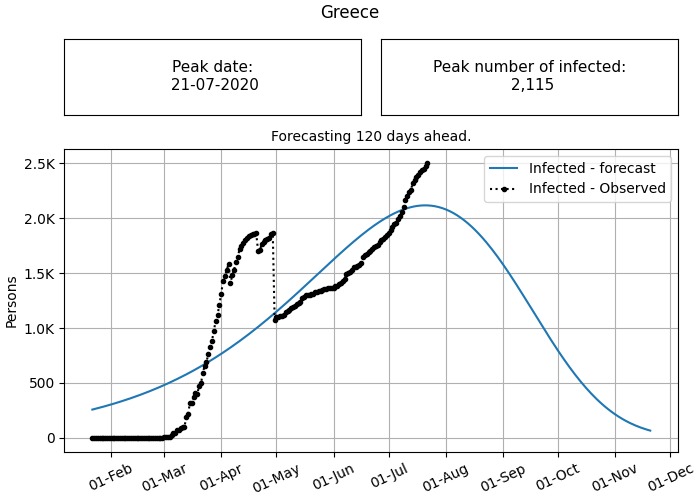 Greece
Peak date:
21-07-2020
Peak number of infected:
2,115
Forecasting 120 days ahead.
Infected - forecast
Infected - Observed
Persons
2.5K
2.0K
1.5K
1.0K
500
0
01-Feb
01-Mar
01-Apr
01-May
01-Jun
01-Jul
01-Aug
01-Sep
01-Oct
01-Nov
01-Dec